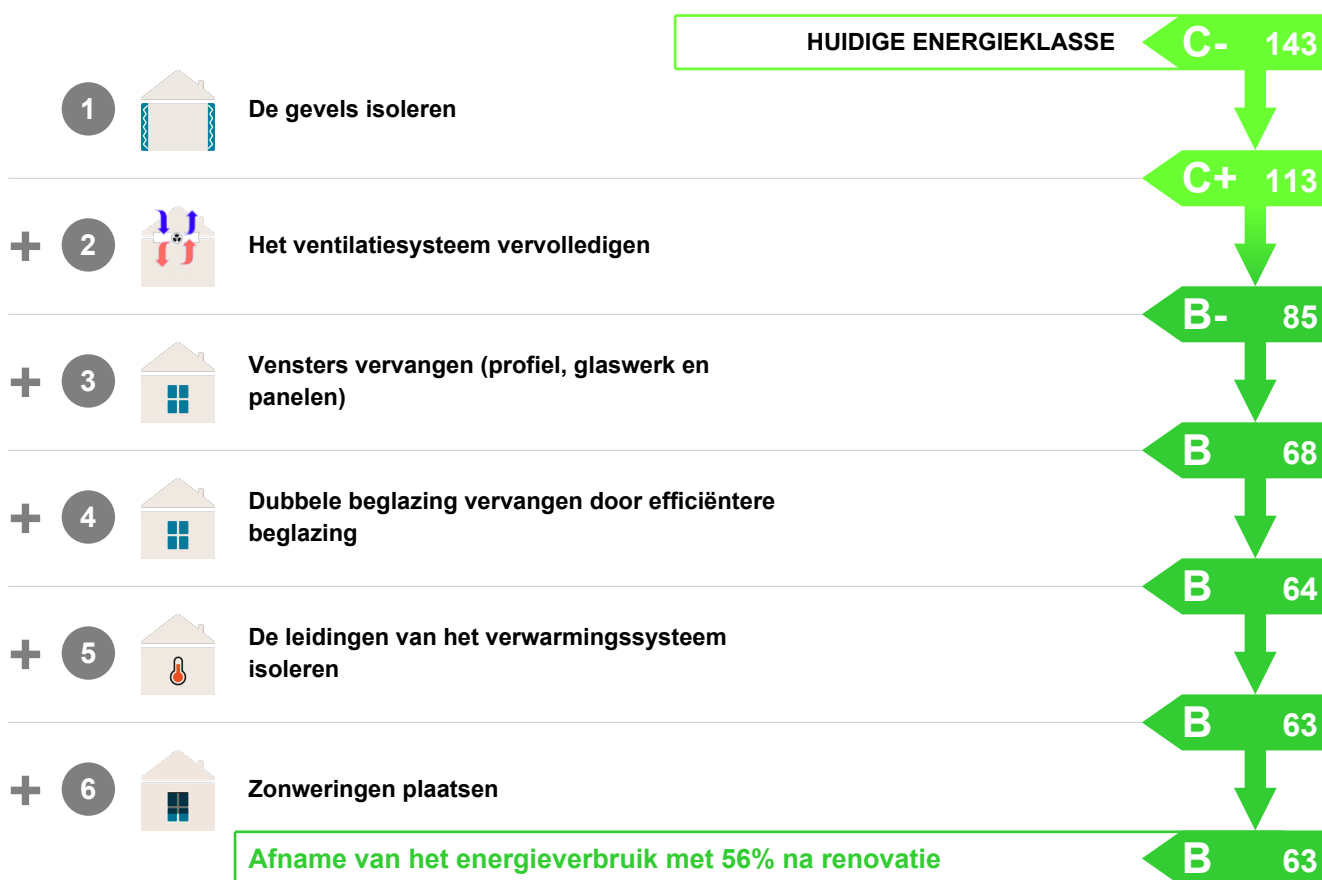 HUIDIGE ENERGIEKLASSE C- 143
1 De gevels isoleren
C+ 113
+ 2 Het ventilatiesysteem vervolledigen
B- 85
+ 3 Vensters vervangen (profiel, glaswerk en
panelen)
B 68
+ 4 Dubbele beglazing vervangen door efficiëntere
beglazing
B 64
+ 5 De leidingen van het verwarmingssysteem
isoleren
B 63
+ 6 Zonweringen plaatsen
Afname van het energieverbruik met 56% na renovatie B 63